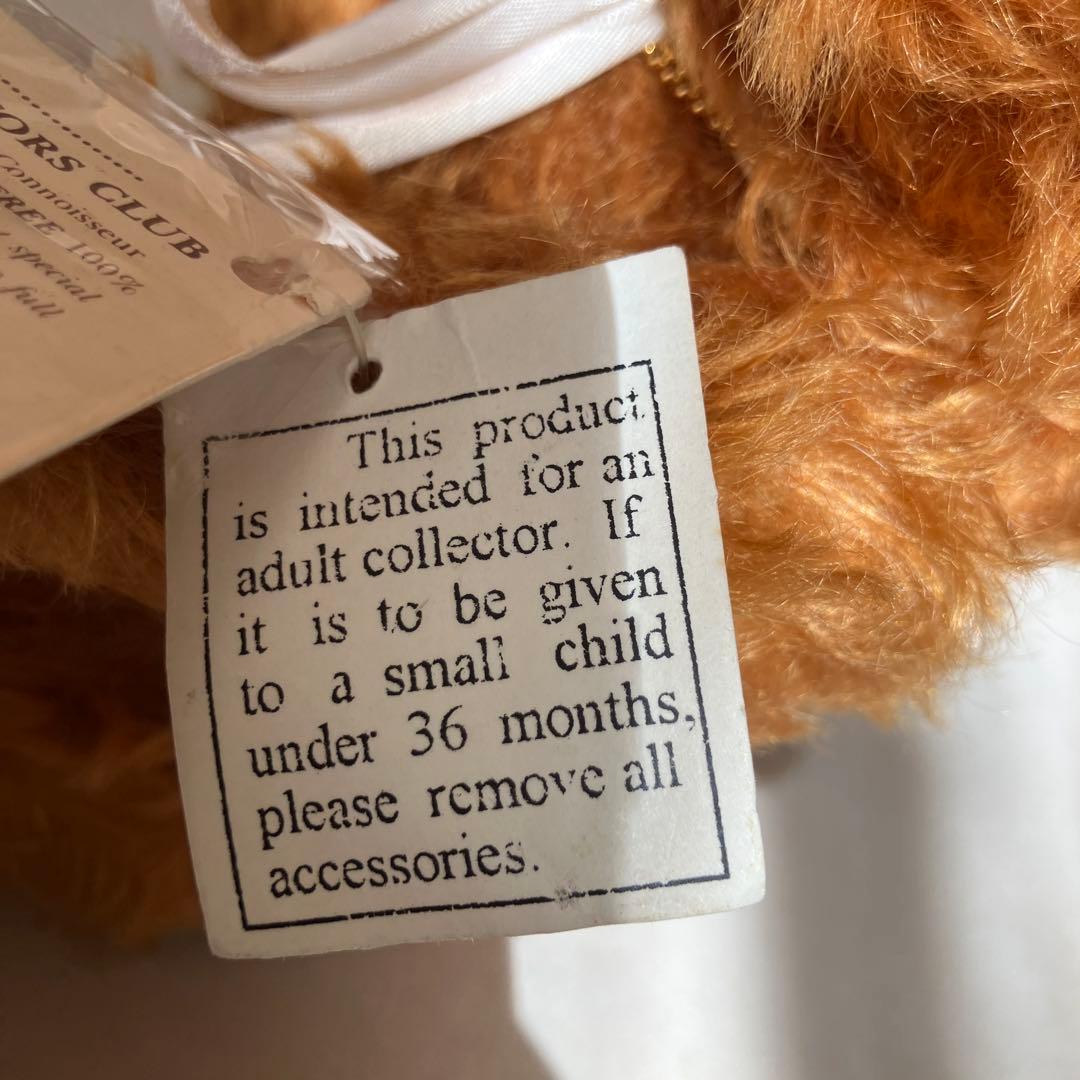 ORS CLUB
Connoisseur
FREE 100%
special
full
This product
is intended for an
adult collector. If
it is to be given
to a small child
under 36 months,
please remove all
accessories.